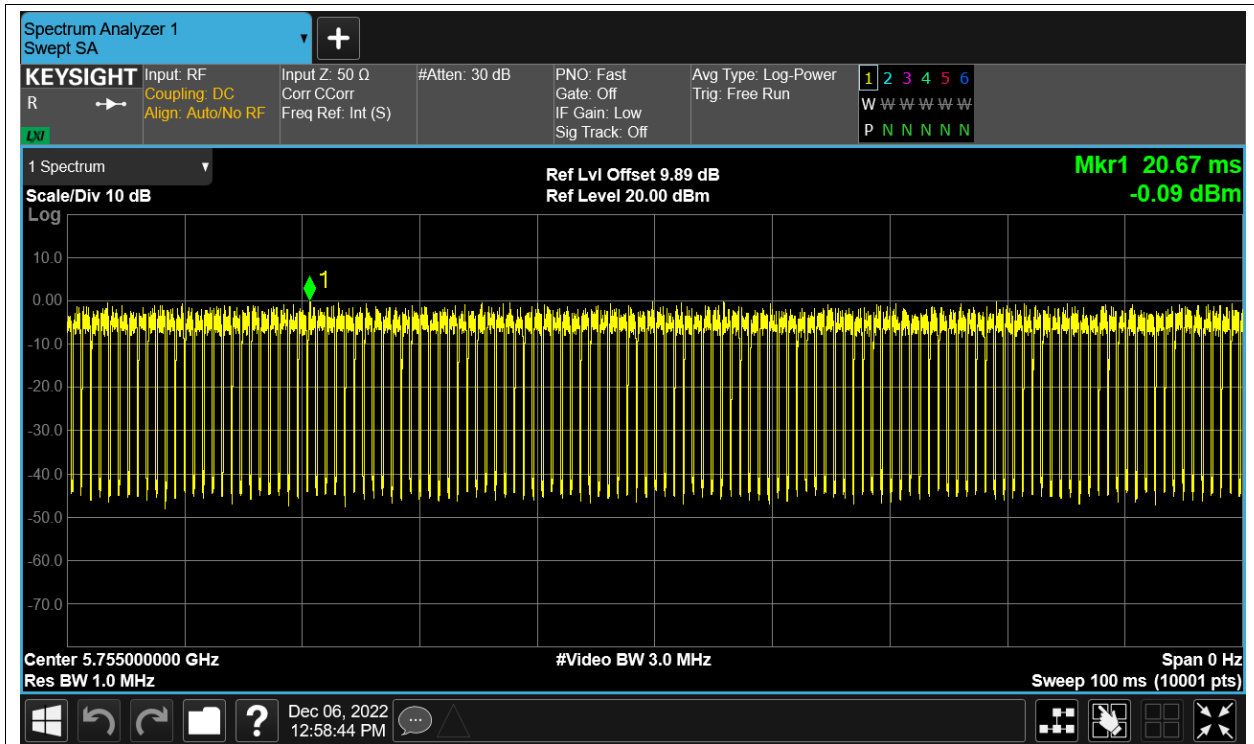 Spectrum Analyzer 1
Swept SA
KEYSIGHT
R
LXI
Input: RF
Coupling: DC
Align: Auto/No RF
Input Z: 50 Ω
Corr CCorr
Freq Ref: Int (S)
#Atten: 30 dB
PNO: Fast
Gate: Off
IF Gain: Low
Sig Track: Off
Avg Type: Log-Power
Trig: Free Run
1 2 3 4 5 6
W W W W W W
P N N N N N
1 Spectrum
Scale/Div 10 dB
Log
Ref Lvl Offset 9.89 dB
Ref Level 20.00 dBm
Mkr1 20.67 ms
-0.09 dBm
10.0
1
0.00
-10.0
-20.0
-30.0
-40.0
-50.0
-60.0
-70.0
Center 5.755000000 GHz
Res BW 1.0 MHz
#Video BW 3.0 MHz
Span 0 Hz
Sweep 100 ms (10001 pts)
?
Dec 06, 2022
12:58:44 PM